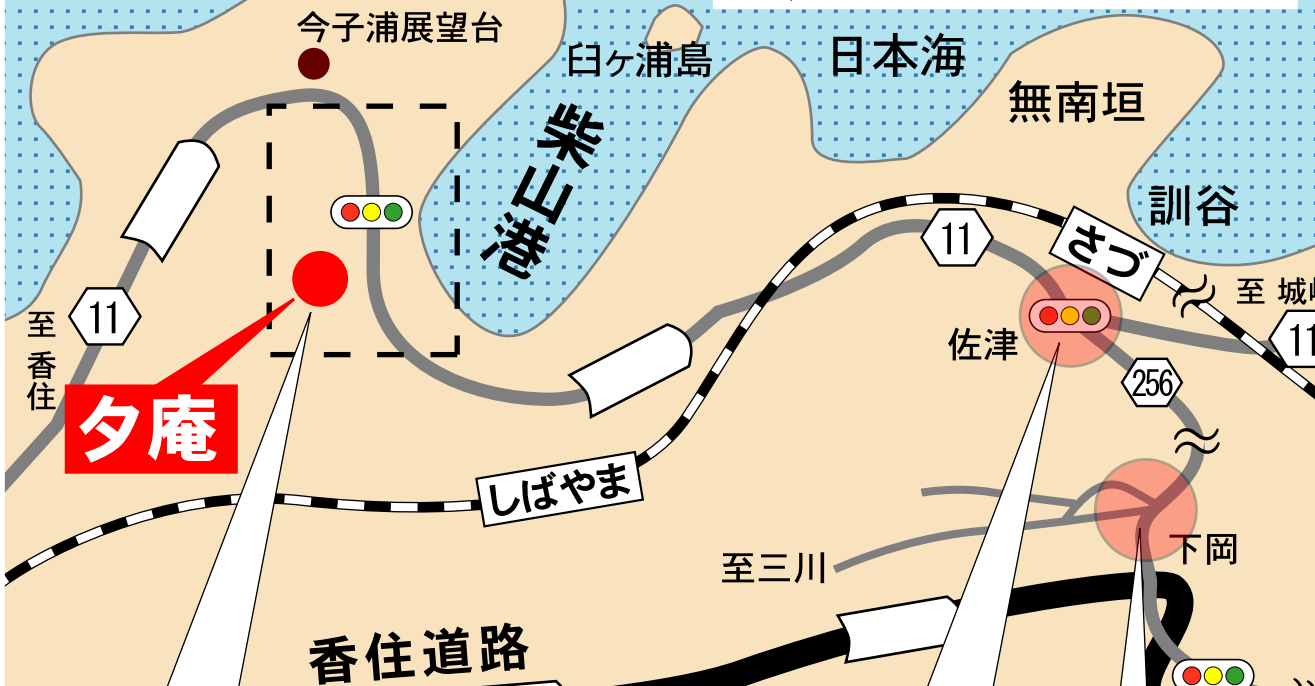 今子浦展望台
臼ヶ浦島
日本海
無南垣
柴山港
訓谷
11
さづ
至 城
至香住
11
佐津
11
256
夕庵
しばやま
下岡
至三川
香住道路